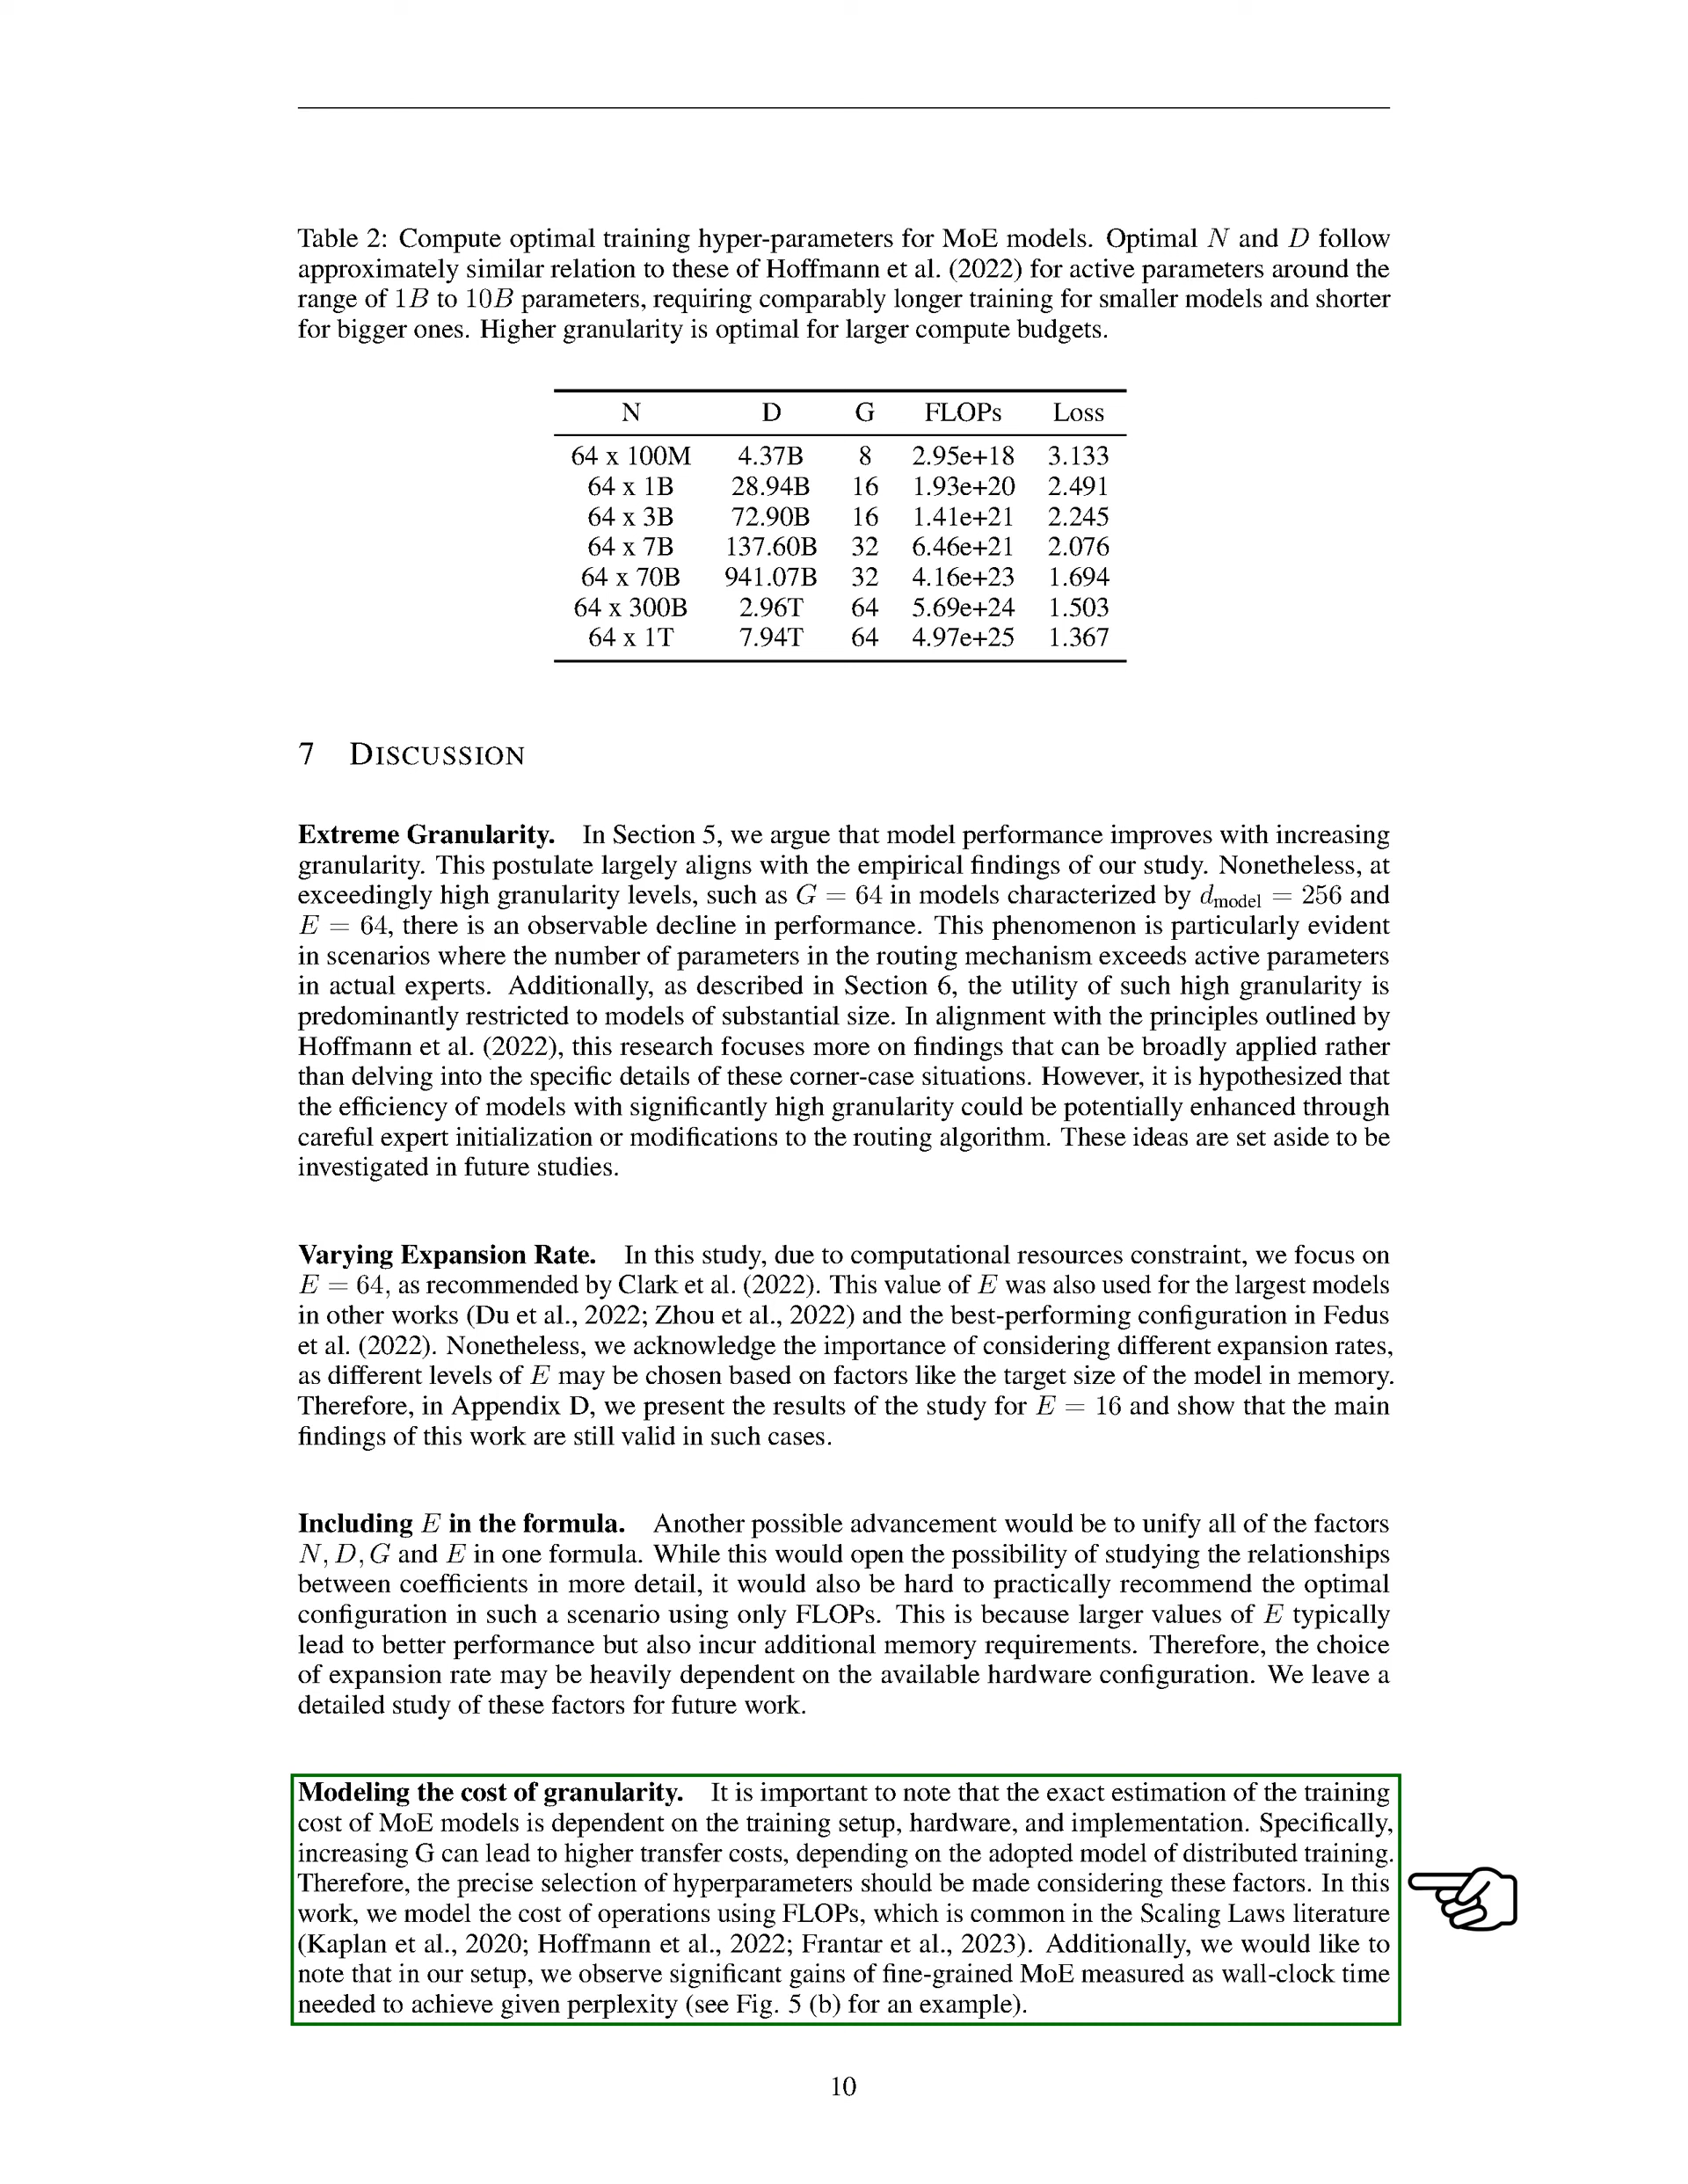 Table 2: Compute optimal training hyper-parameters for MoE models. Optimal N and D follow
approximately similar relation to these of Hoffmann et al. (2022) for active parameters around the
range of 1B to 10B parameters, requiring comparably longer training for smaller models and shorter
for bigger ones. Higher granularity is optimal for larger compute budgets.
N D G FLOPs Loss
64 x 100M 4.37B 8 2.95e+18 3.133
64 x 1B 28.94B 16 1.93e+20 2.491
64 x 3B 72.90B 16 1.41e+21 2.245
64 x 7B 137.60B 32 6.46e+21 2.076
64 x 70B 941.07B 32 4.16e+23 1.694
64 x 300B 2.96T 64 5.69e+24 1.503
64 x 1T 7.94T 64 4.97e+25 1.367
7 DISCUSSION
Extreme Granularity. In Section 5, we argue that model performance improves with increasing
granularity. This postulate largely aligns with the empirical findings of our study. Nonetheless, at
exceedingly high granularity levels, such as G = 64 in models characterized by d_model = 256 and
E = 64, there is an observable decline in performance. This phenomenon is particularly evident
in scenarios where the number of parameters in the routing mechanism exceeds active parameters
in actual experts. Additionally, as described in Section 6, the utility of such high granularity is
predominantly restricted to models of substantial size. In alignment with the principles outlined by
Hoffmann et al. (2022), this research focuses more on findings that can be broadly applied rather
than delving into the specific details of these corner-case situations. However, it is hypothesized that
the efficiency of models with significantly high granularity could be potentially enhanced through
careful expert initialization or modifications to the routing algorithm. These ideas are set aside to be
investigated in future studies.
Varying Expansion Rate. In this study, due to computational resources constraint, we focus on
E = 64, as recommended by Clark et al. (2022). This value of E was also used for the largest models
in other works (Du et al., 2022; Zhou et al., 2022) and the best-performing configuration in Fedus
et al. (2022). Nonetheless, we acknowledge the importance of considering different expansion rates,
as different levels of E may be chosen based on factors like the target size of the model in memory.
Therefore, in Appendix D, we present the results of the study for E = 16 and show that the main
findings of this work are still valid in such cases.
Including E in the formula. Another possible advancement would be to unify all of the factors
N, D, G and E in one formula. While this would open the possibility of studying the relationships
between coefficients in more detail, it would also be hard to practically recommend the optimal
configuration in such a scenario using only FLOPs. This is because larger values of E typically
lead to better performance but also incur additional memory requirements. Therefore, the choice
of expansion rate may be heavily dependent on the available hardware configuration. We leave a
detailed study of these factors for future work.
Modeling the cost of granularity. It is important to note that the exact estimation of the training
cost of MoE models is dependent on the training setup, hardware, and implementation. Specifically,
increasing G can lead to higher transfer costs, depending on the adopted model of distributed training.
Therefore, the precise selection of hyperparameters should be made considering these factors. In this
work, we model the cost of operations using FLOPs, which is common in the Scaling Laws literature
(Kaplan et al., 2020; Hoffmann et al., 2022; Frantar et al., 2023). Additionally, we would like to
note that in our setup, we observe significant gains of fine-grained MoE measured as wall-clock time
needed to achieve given perplexity (see Fig. 5 (b) for an example).
10